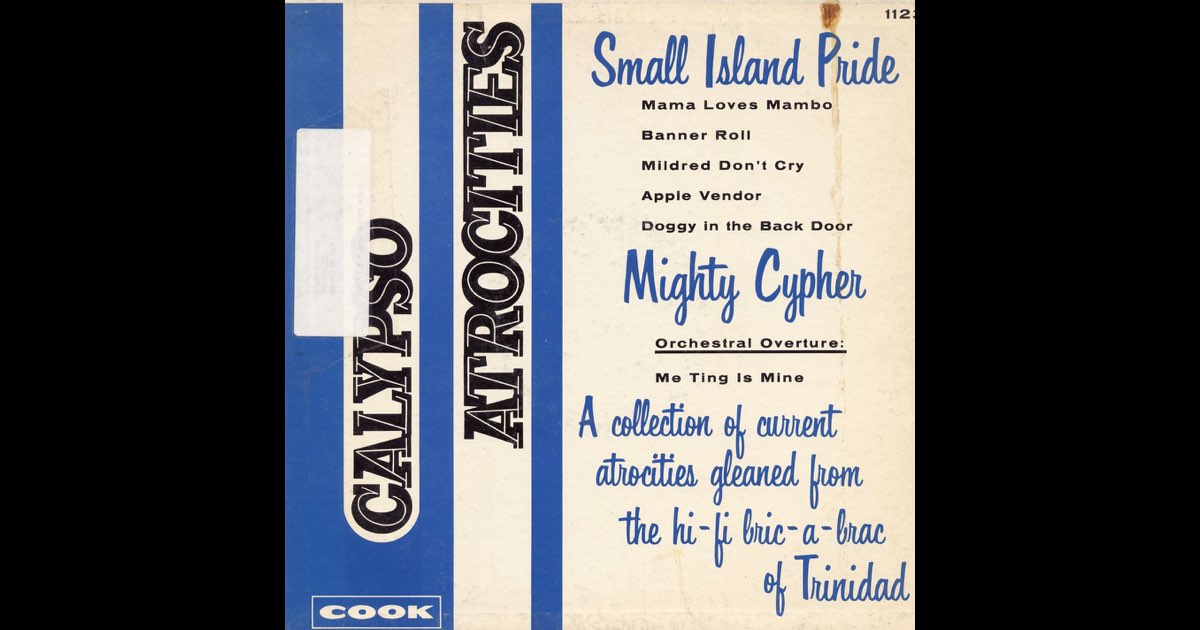 1123
CALYPSO
ATROCITIES
Small Island Pride
Mama Loves Mambo
Banner Roll
Mildred Don't Cry
Apple Vendor
Doggy in the Back Door
Mighty Cypher
Orchestral Overture:
Me Ting Is Mine
A collection of current
atrocities gleaned from
the hi-fi bric-a-brac
of Trinidad
COOK